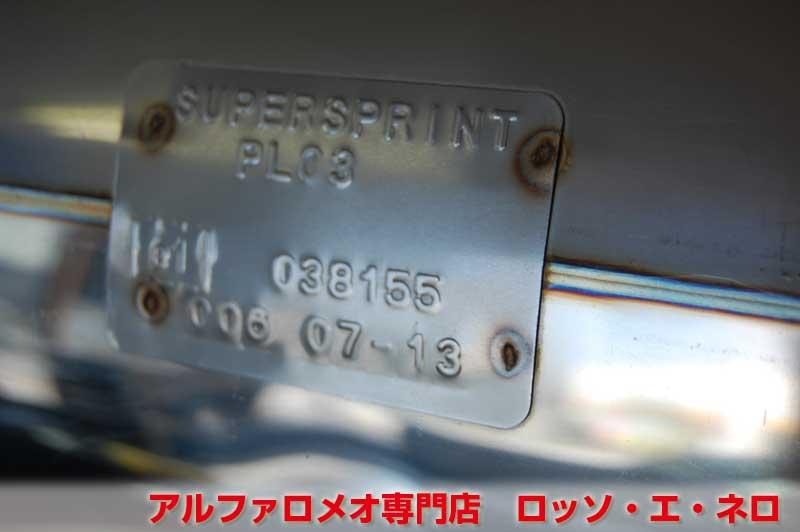 SUPERSPRINT
PL03
038155
006 07-13
アルファロメオ専門店 ロッソ・エ・ネロ